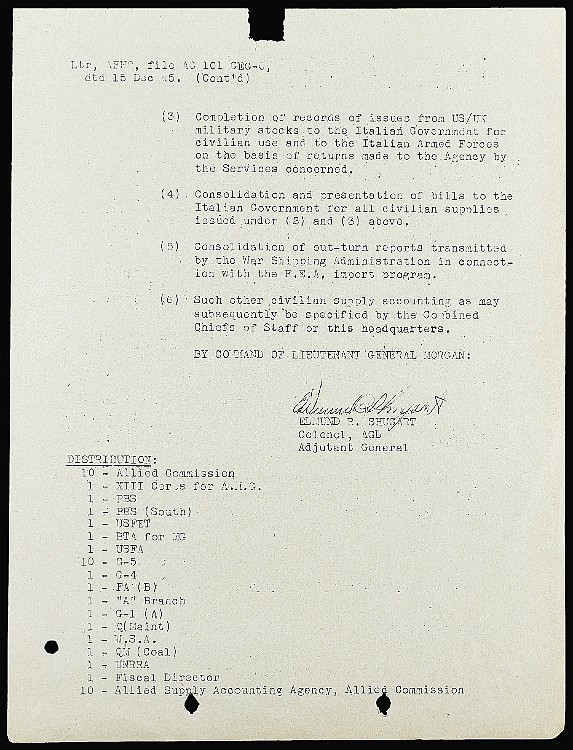 Ltr, AFHQ, file AG 101 GEG-O,
dtd 15 Dec 45. (Cont'd)
(3) Completion of records of issues from US/UK
military stocks to the Italian Government for
civilian use and to the Italian Armed Forces
on the basis of returns made to the Agency by
the Services concerned.
(4) Consolidation and presentation of bills to the
Italian Government for all civilian supplies
issued under (2) and (3) above.
(5) Consolidation of out-turn reports transmitted
by the War Shipping Administration in connect-
ion with the F.E.A. import program.
(6) Such other civilian supply accounting as may
subsequently be specified by the Combined
Chiefs of Staff or this headquarters.
BY COMMAND OF LIEUTENANT GENERAL MORGAN:
EDMUND R. SHUGART
Colonel, AGD
Adjutant General
DISTRIBUTION:
10 - Allied Commission
1 - XIII Corps for A.M.G.
1 - PBS
1 - PBS (South)
1 - USFET
1 - BTA for MG
1 - USFA
10 - G-5
1 - G-4
1 - FA (B)
1 - "A" Branch
1 - G-1 (A)
1 - Q(Maint)
1 - W.S.A.
1 - QM (Coal)
1 - UNRRA
1 - Fiscal Director
10 - Allied Supply Accounting Agency, Allied Commission